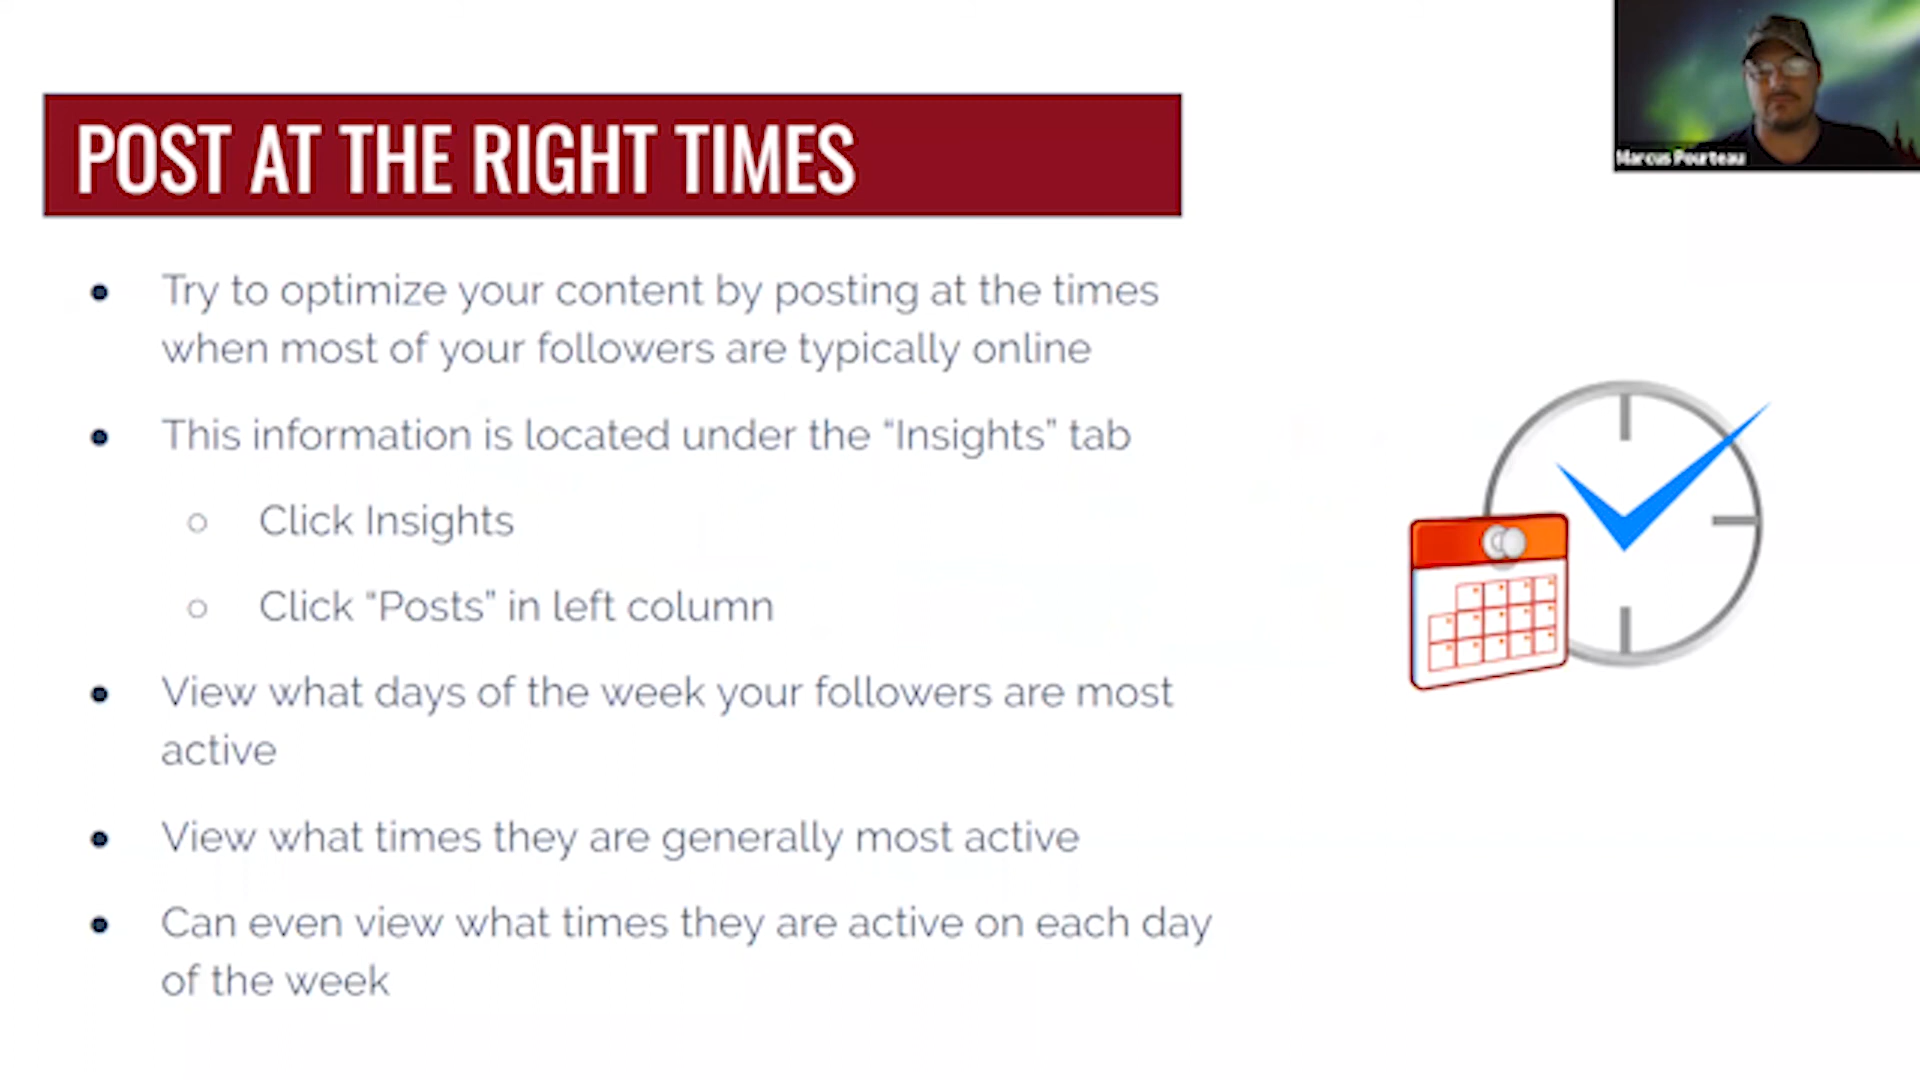 POST AT THE RIGHT TIMES
Marcus Pourteau
● Try to optimize your content by posting at the times
when most of your followers are typically online
● This information is located under the “Insights” tab
○ Click Insights
○ Click “Posts” in left column
● View what days of the week your followers are most
active
● View what times they are generally most active
● Can even view what times they are active on each day
of the week